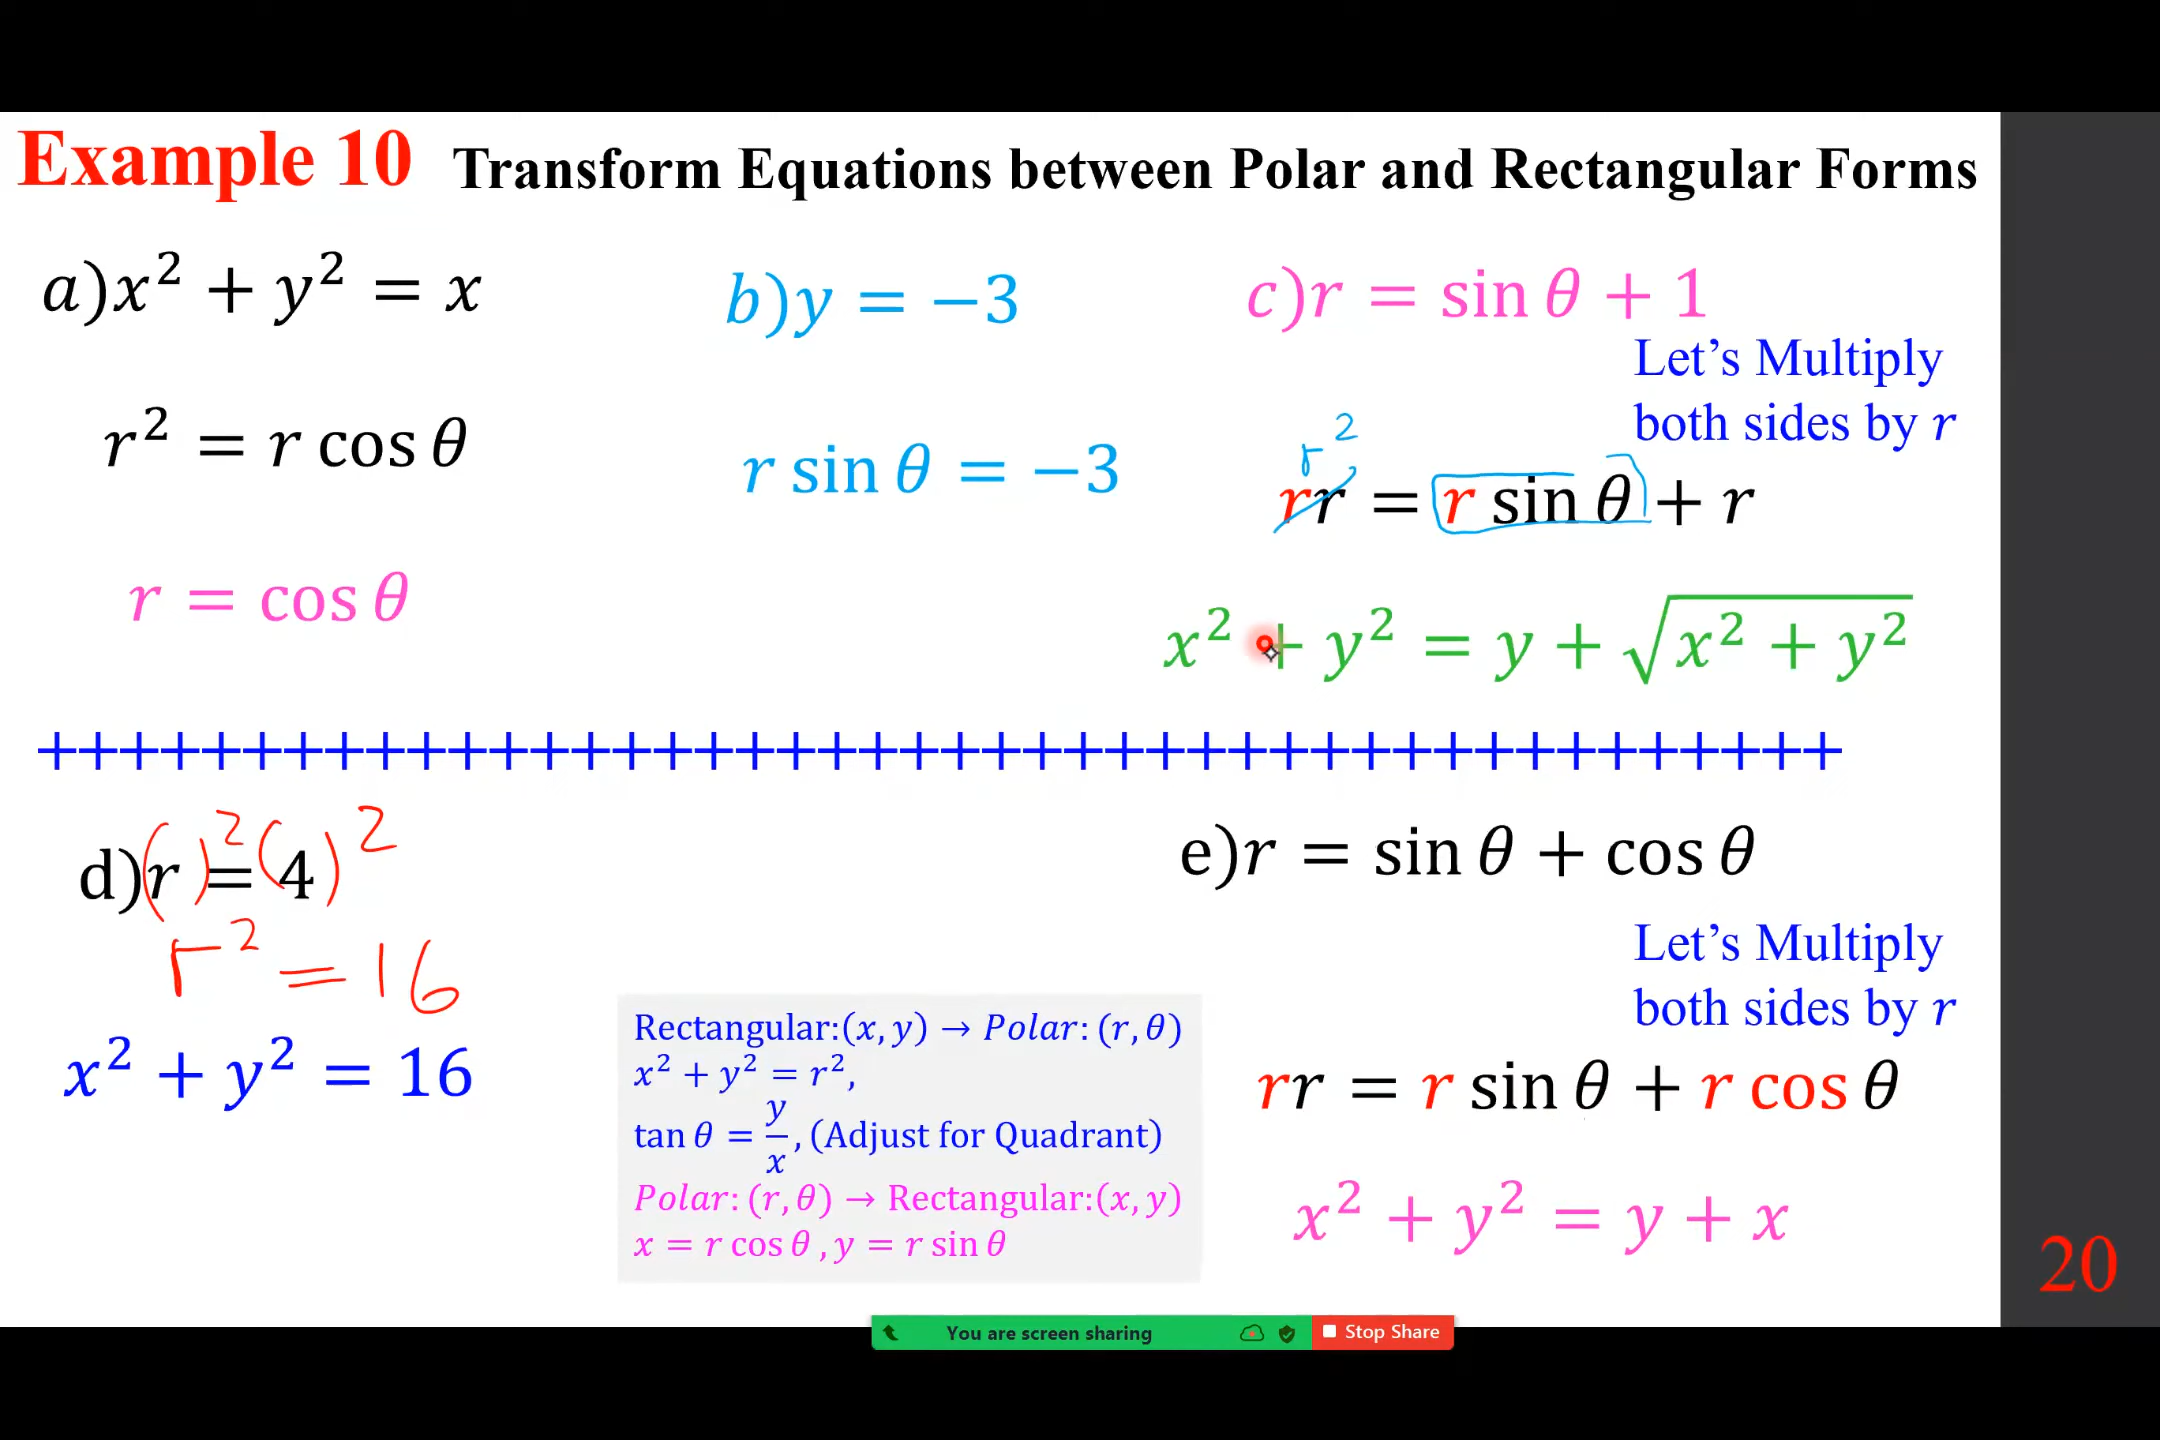 Example 10 Transform Equations between Polar and Rectangular Forms
a)x² + y² = x
r² = r cos θ
r = cos θ
b)y = −3
r sin θ = −3
c)r = sin θ + 1
Let's Multiply
both sides by r
r²
rr = r sin θ + r
x² + y² = y + √(x² + y²)
+++++++++++++++++++++++++++++++++++++++++++++
d)(r)² = (4)²
r² = 16
x² + y² = 16
Rectangular:(x, y) → Polar: (r, θ)
x² + y² = r²,
tan θ = y/x, (Adjust for Quadrant)
Polar: (r, θ) → Rectangular:(x, y)
x = r cos θ , y = r sin θ
e)r = sin θ + cos θ
Let's Multiply
both sides by r
rr = r sin θ + r cos θ
x² + y² = y + x
20
You are screen sharing
Stop Share